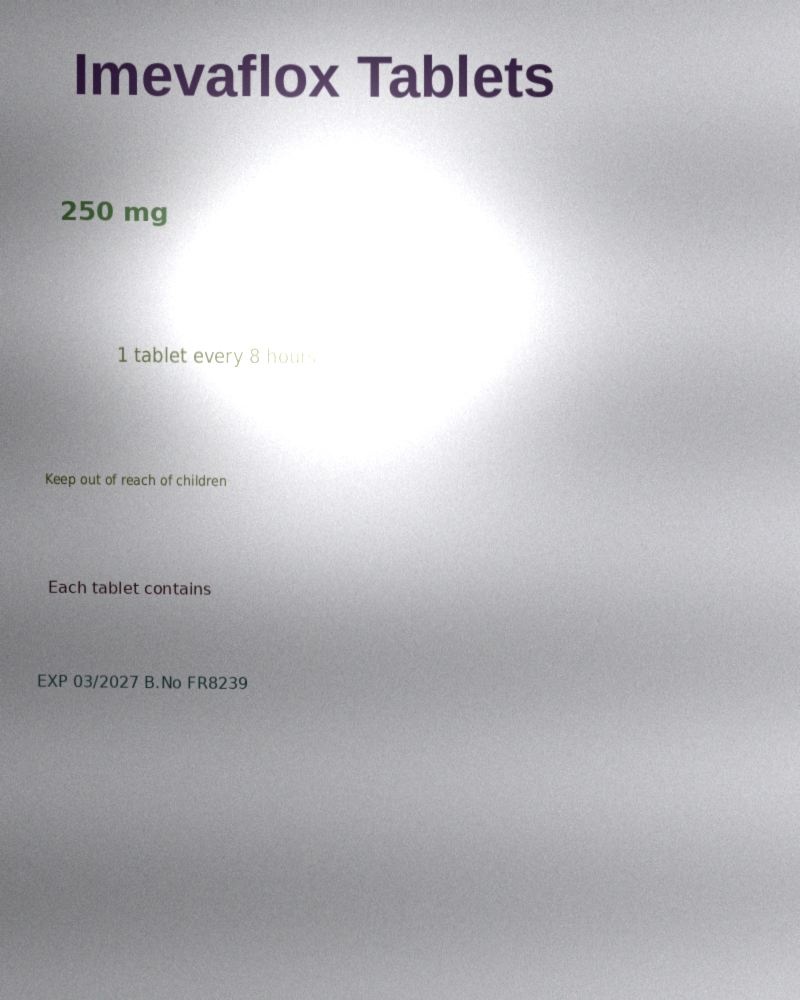 Imevaflox Tablets
250 mg
1 tablet every 8 hours
Keep out of reach of children
Each tablet contains
EXP 03/2027 B.No FR8239